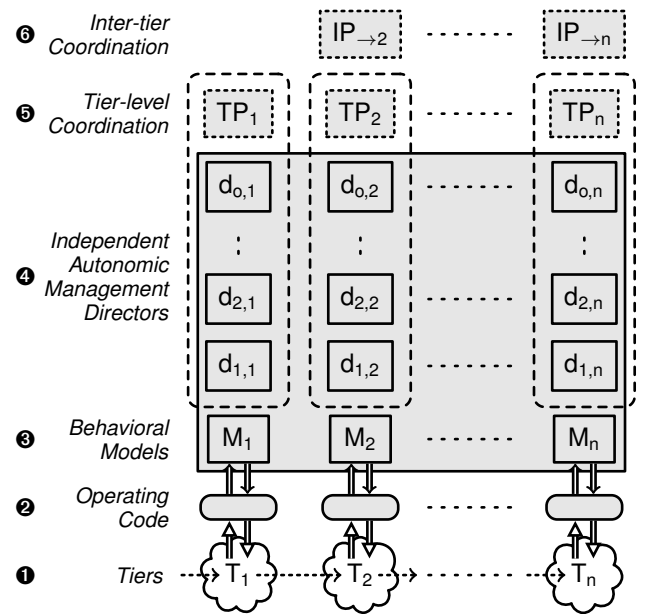 ❻ Inter-tier Coordination IP→2 ········ IP→n
❺ Tier-level Coordination TP1 TP2 ········ TPn
do,1 do,2 ········ do,n
❹ Independent Autonomic Management Directors
d2,1 d2,2 ········ d2,n
d1,1 d1,2 ········ d1,n
❸ Behavioral Models M1 M2 ········ Mn
❷ Operating Code
❶ Tiers T1 T2 ········ Tn